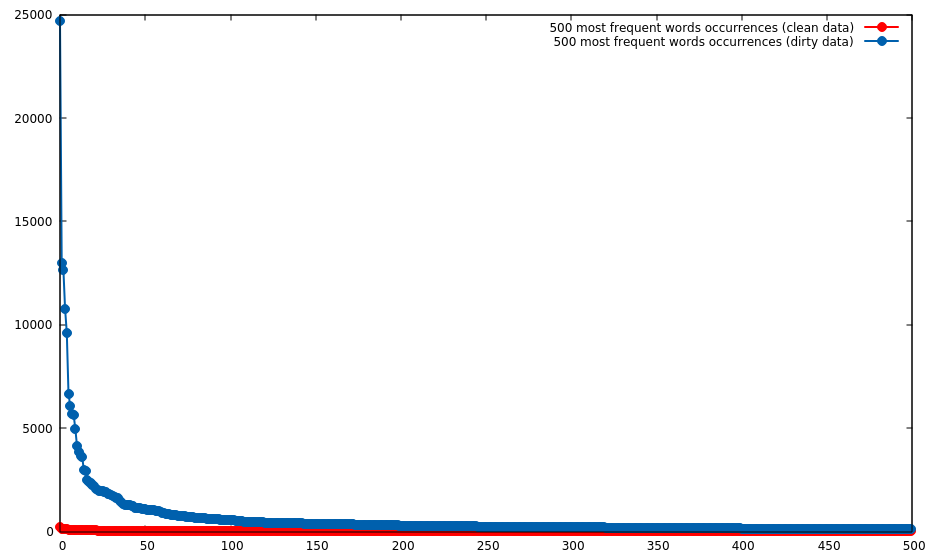 25000
500 most frequent words occurrences (clean data)
500 most frequent words occurrences (dirty data)
20000
15000
10000
5000
0
0 50 100 150 200 250 300 350 400 450 500